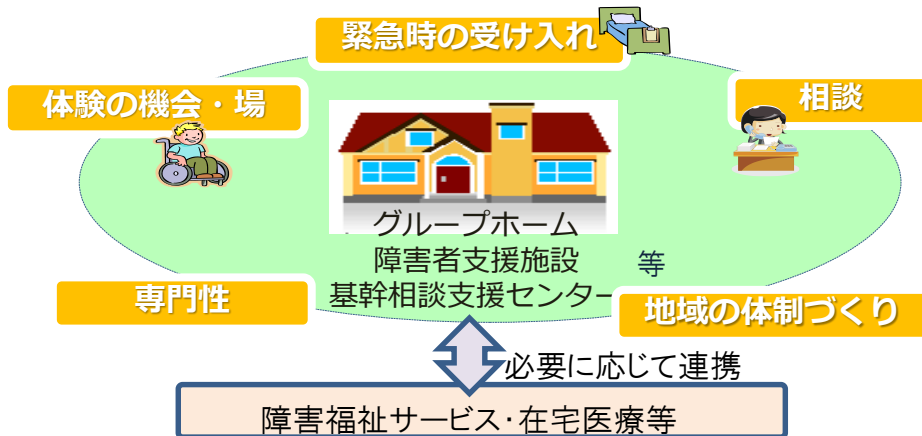 緊急時の受け入れ
体験の機会・場
相談
グループホーム
障害者支援施設 等
基幹相談支援センター
専門性
地域の体制づくり
必要に応じて連携
障害福祉サービス・在宅医療等